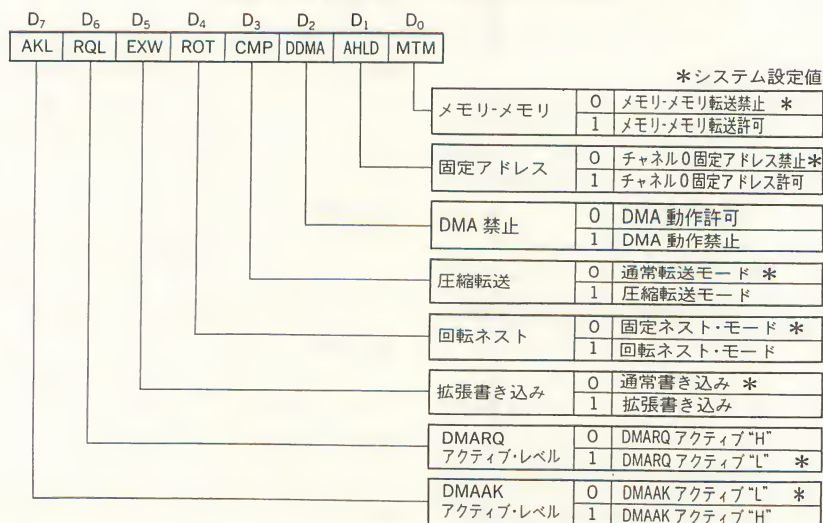 D₇ D₆ D₅ D₄ D₃ D₂ D₁ D₀
AKL RQL EXW ROT CMP DDMA AHLD MTM
*システム設定値
メモリ-メモリ 0 メモリ-メモリ転送禁止 *
1 メモリ-メモリ転送許可
固定アドレス 0 チャネル0固定アドレス禁止*
1 チャネル0固定アドレス許可
DMA 禁止 0 DMA 動作許可
1 DMA 動作禁止
圧縮転送 0 通常転送モード *
1 圧縮転送モード
回転ネスト 0 固定ネスト・モード *
1 回転ネスト・モード
拡張書き込み 0 通常書き込み *
1 拡張書き込み
DMARQ
アクティブ・レベル
0 DMARQ アクティブ"H"
1 DMARQ アクティブ"L" *
DMAAK
アクティブ・レベル
0 DMAAK アクティブ"L" *
1 DMAAK アクティブ"H"